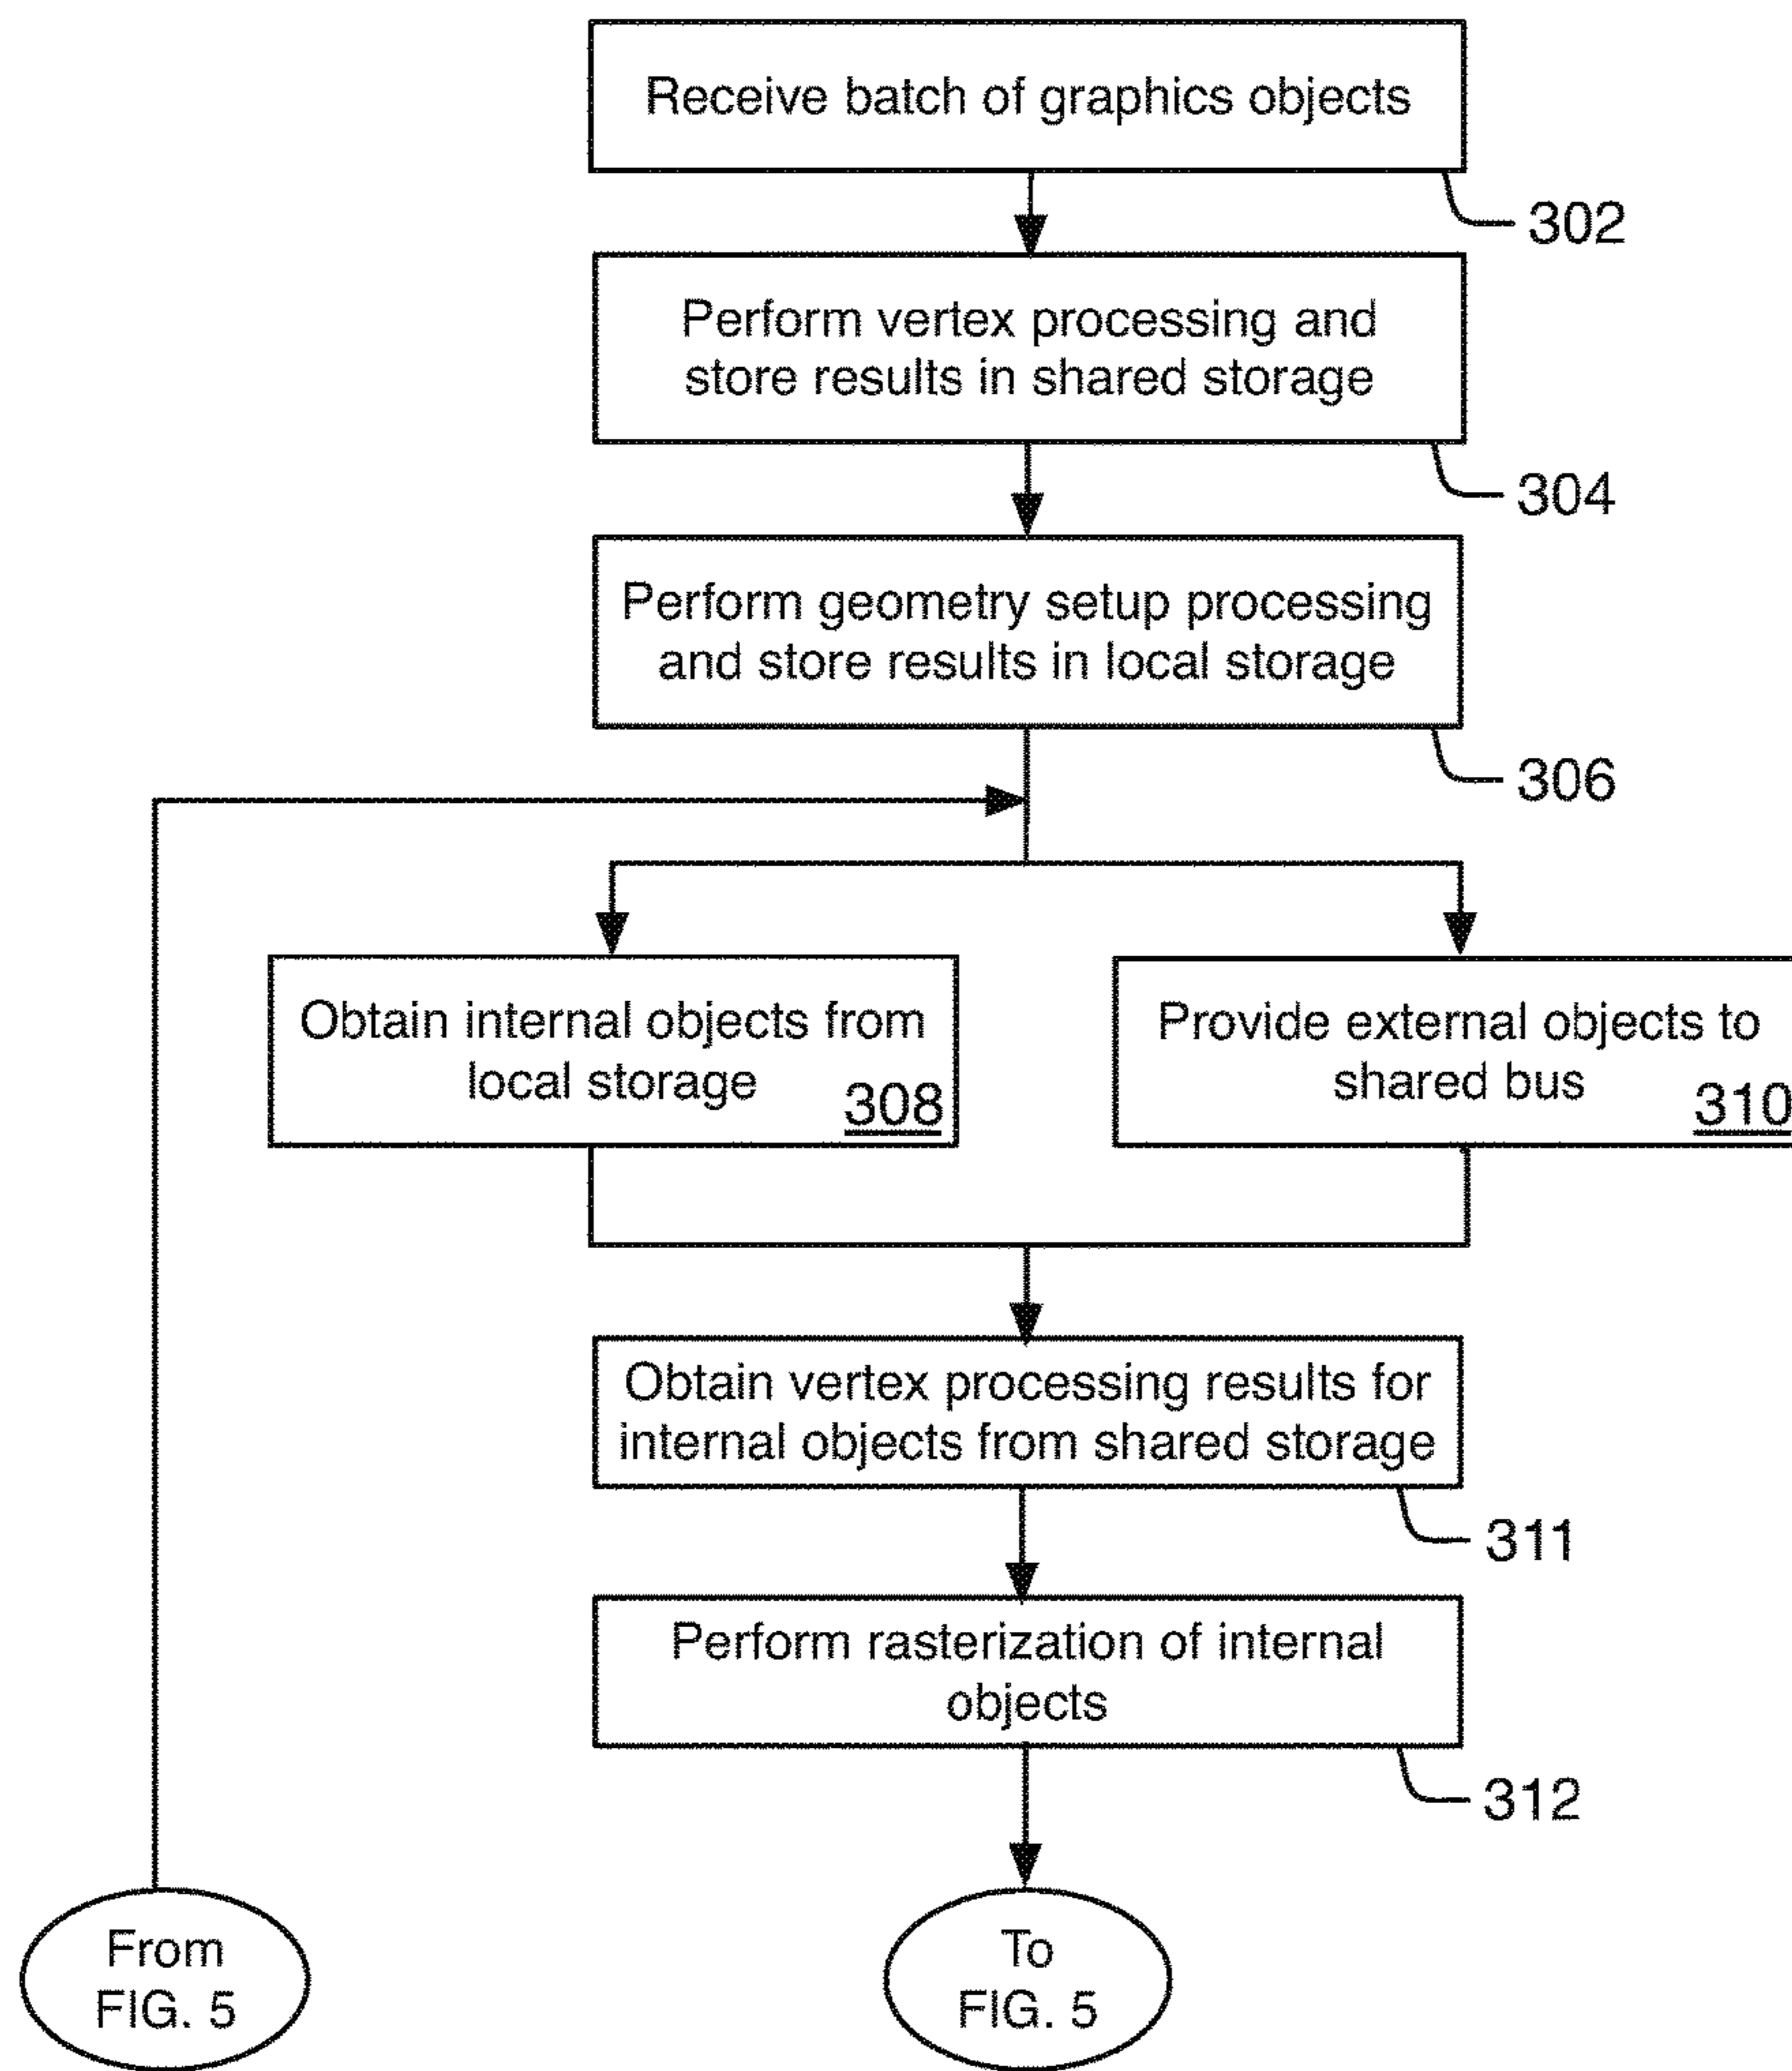 Receive batch of graphics objects
302
Perform vertex processing and
store results in shared storage
304
Perform geometry setup processing
and store results in local storage
306
Obtain internal objects from
local storage
308
Provide external objects to
shared bus
310
Obtain vertex processing results for
internal objects from shared storage
311
Perform rasterization of internal
objects
312
From
FIG. 5
To
FIG. 5